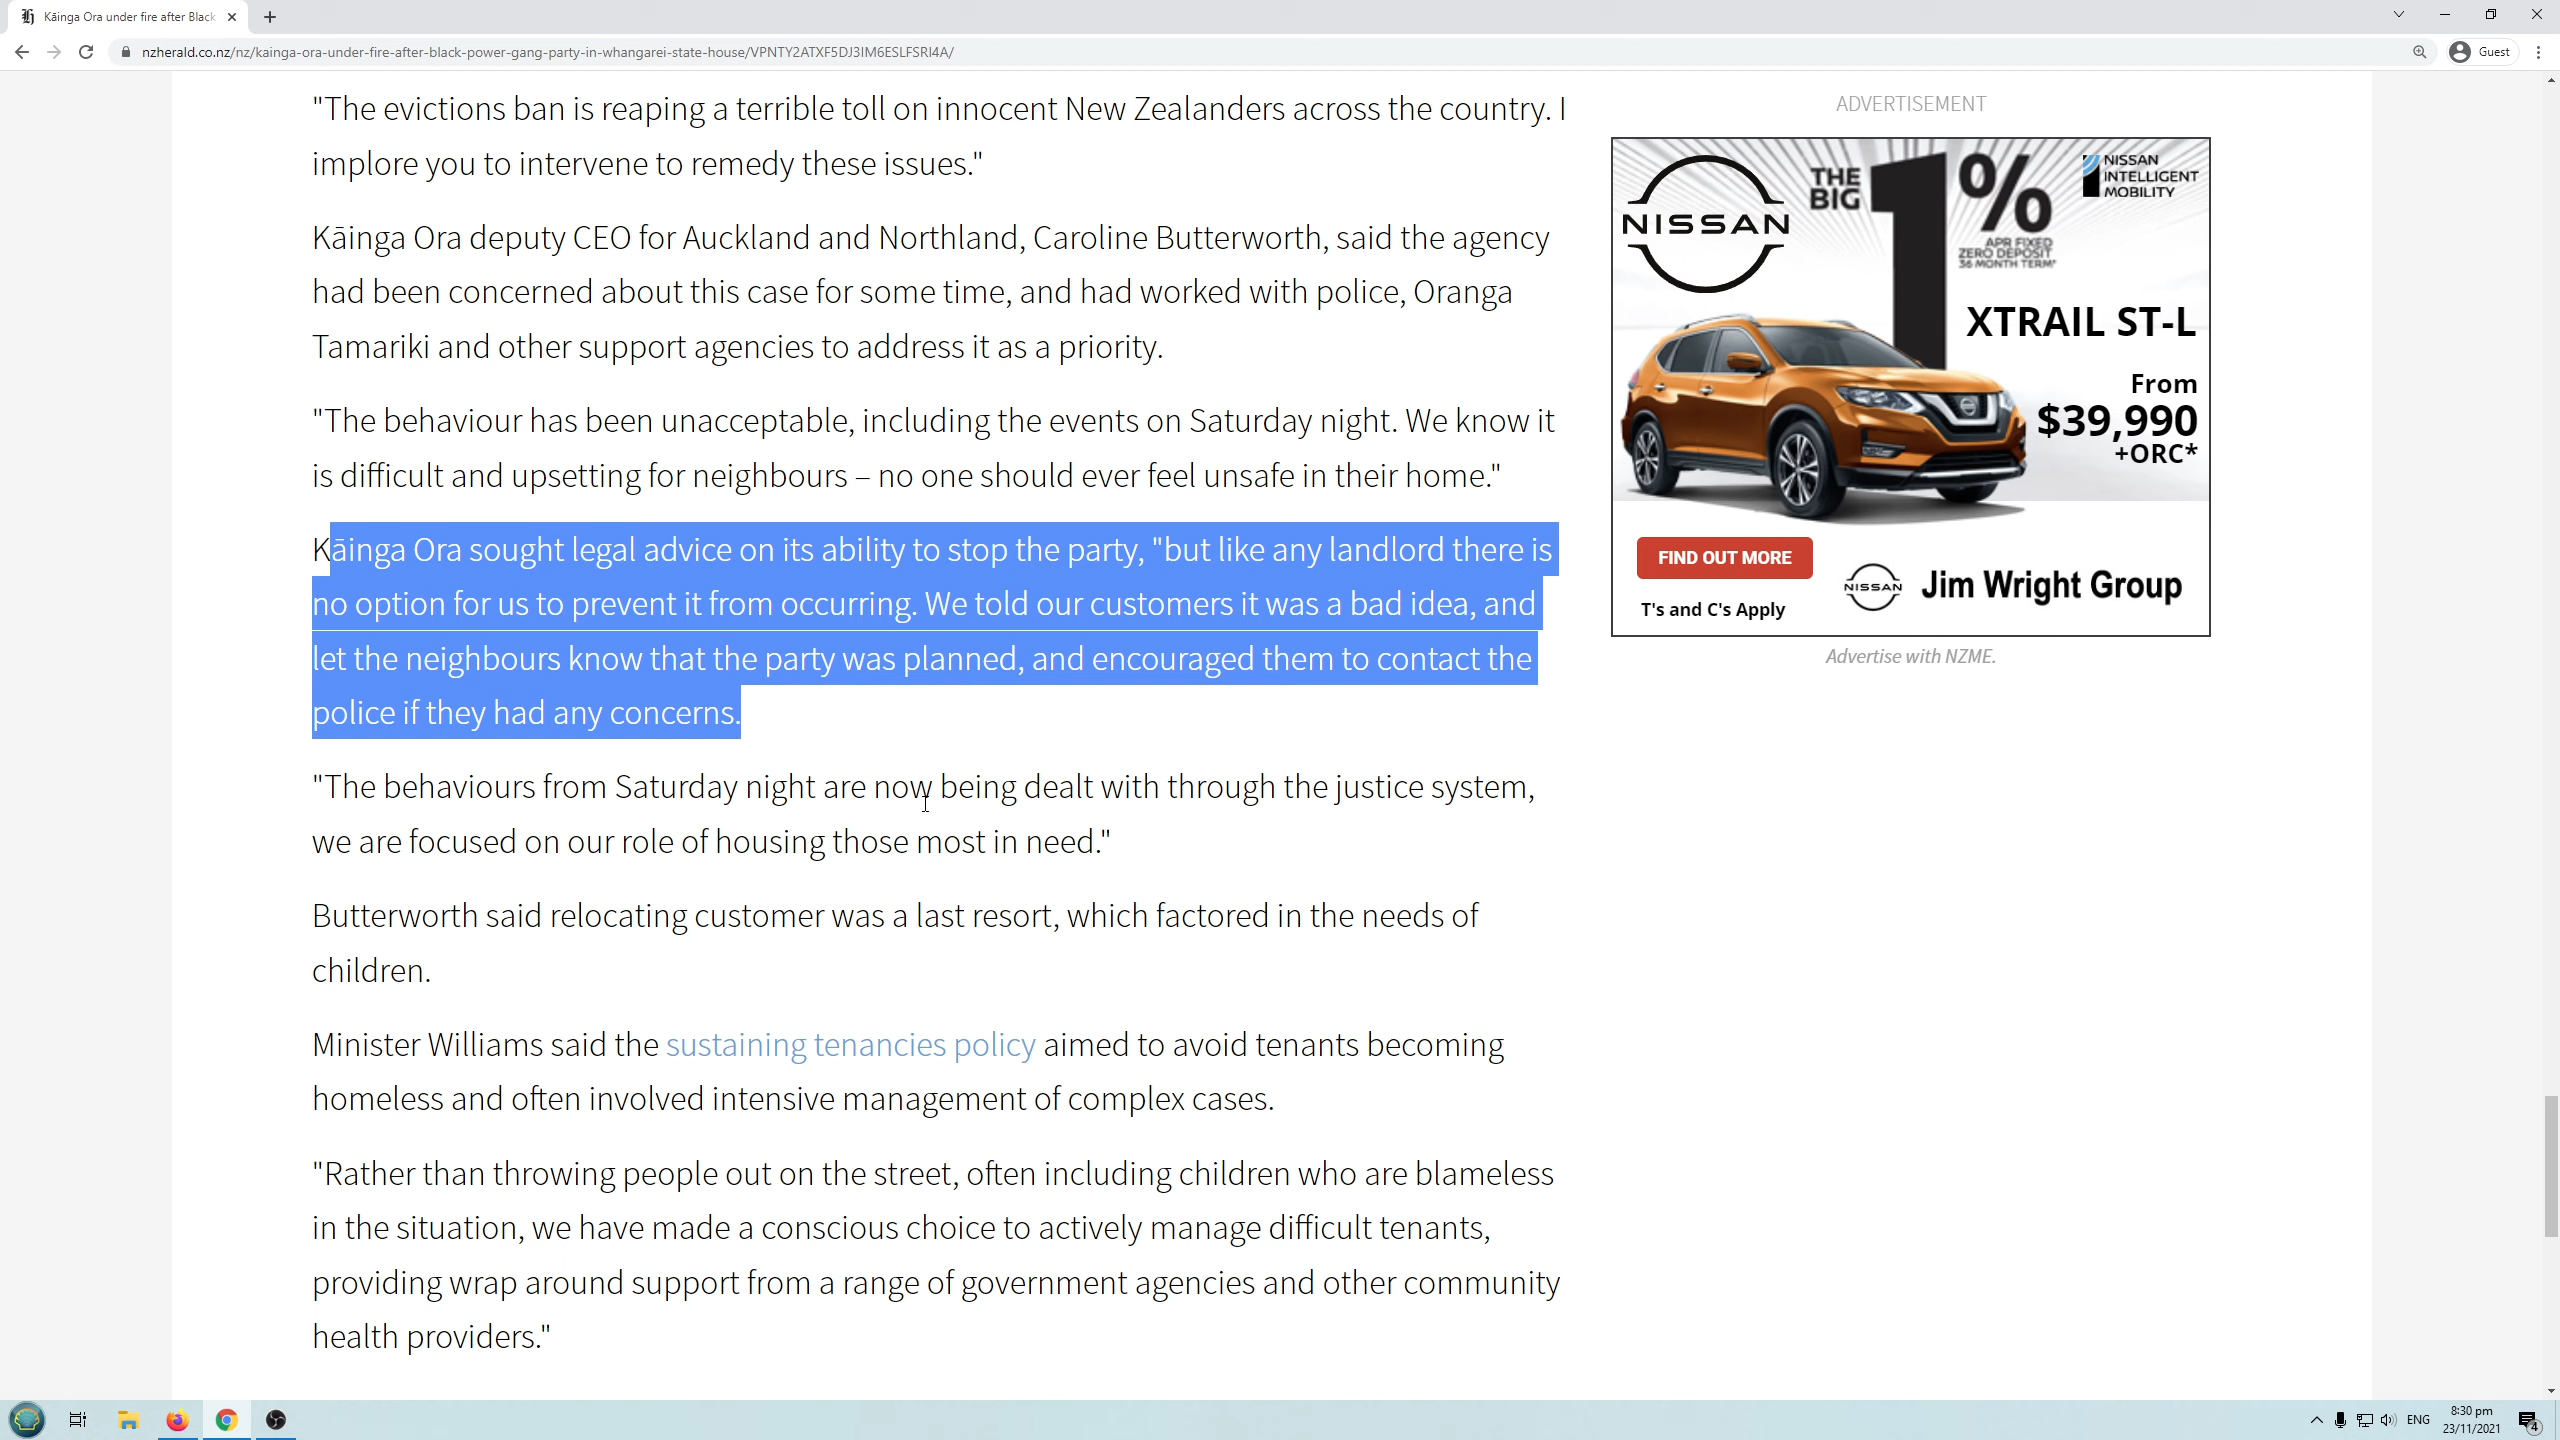 Kāinga Ora under fire after Black
nzherald.co.nz/nz/kainga-ora-under-fire-after-black-power-gang-party-in-whangarei-state-house/VPNTY2ATXF5DJ3IM6ESLFSRI4A/
Guest
"The evictions ban is reaping a terrible toll on innocent New Zealanders across the country. I
implore you to intervene to remedy these issues."
Kāinga Ora deputy CEO for Auckland and Northland, Caroline Butterworth, said the agency
had been concerned about this case for some time, and had worked with police, Oranga
Tamariki and other support agencies to address it as a priority.
"The behaviour has been unacceptable, including the events on Saturday night. We know it
is difficult and upsetting for neighbours – no one should ever feel unsafe in their home."
Kāinga Ora sought legal advice on its ability to stop the party, "but like any landlord there is
no option for us to prevent it from occurring. We told our customers it was a bad idea, and
let the neighbours know that the party was planned, and encouraged them to contact the
police if they had any concerns.
"The behaviours from Saturday night are now being dealt with through the justice system,
we are focused on our role of housing those most in need."
Butterworth said relocating customer was a last resort, which factored in the needs of
children.
Minister Williams said the sustaining tenancies policy aimed to avoid tenants becoming
homeless and often involved intensive management of complex cases.
"Rather than throwing people out on the street, often including children who are blameless
in the situation, we have made a conscious choice to actively manage difficult tenants,
providing wrap around support from a range of government agencies and other community
health providers."
ADVERTISEMENT
NISSAN
THE
BIG
1%
APR FIXED
ZERO DEPOSIT
36 MONTH TERM*
NISSAN
INTELLIGENT
MOBILITY
XTRAIL ST-L
From
$39,990
+ORC*
FIND OUT MORE
T's and C's Apply
NISSAN
Jim Wright Group
Advertise with NZME.
ENG
8:30 pm
23/11/2021
4